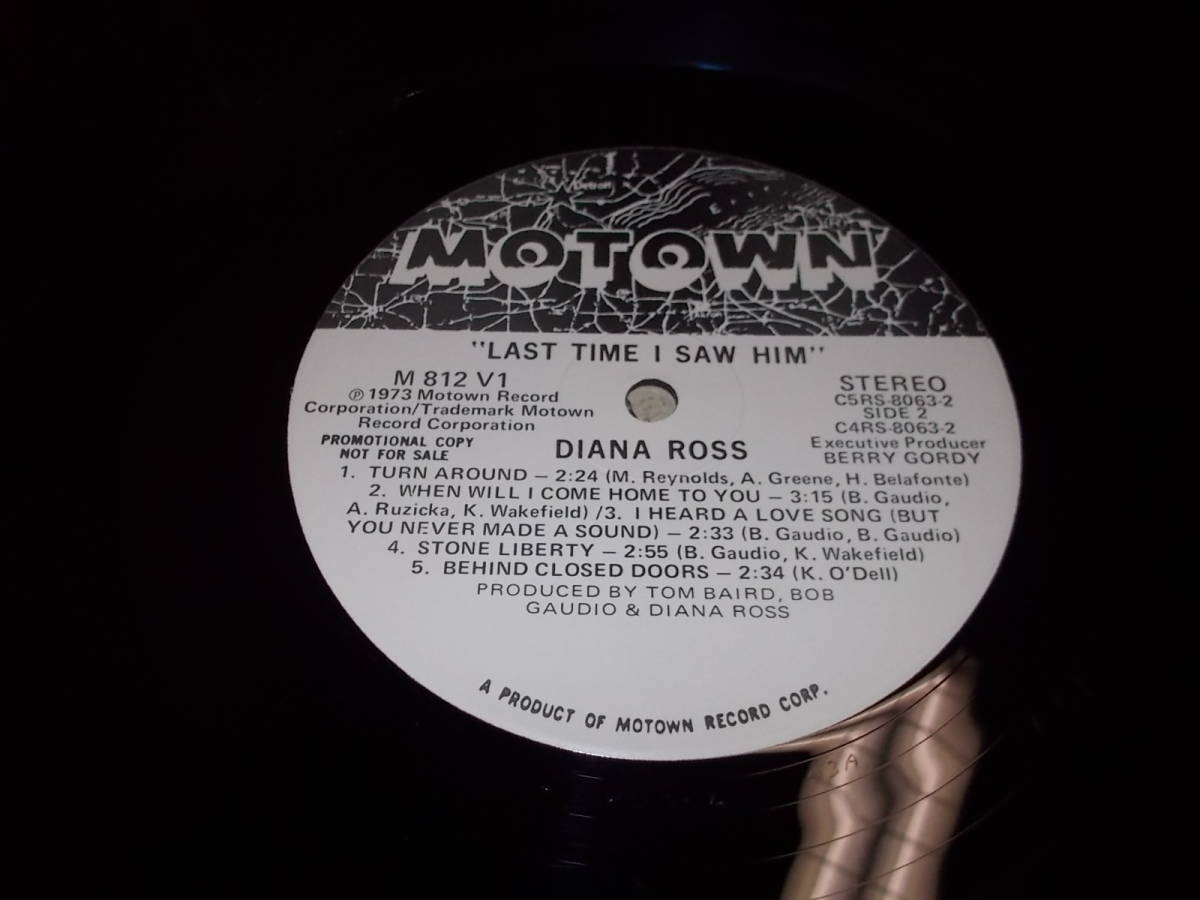 Detroit
MOTOWN
Akron
"LAST TIME I SAW HIM"
M 812 V1
℗ 1973 Motown Record
Corporation/Trademark Motown
Record Corporation
PROMOTIONAL COPY
NOT FOR SALE
STEREO
C5RS-8063-2
SIDE 2
C4RS-8063-2
Executive Producer
BERRY GORDY
DIANA ROSS
1. TURN AROUND – 2:24 (M. Reynolds, A. Greene, H. Belafonte)
2. WHEN WILL I COME HOME TO YOU – 3:15 (B. Gaudio,
A. Ruzicka, K. Wakefield) /3. I HEARD A LOVE SONG (BUT
YOU NEVER MADE A SOUND) – 2:33 (B. Gaudio, B. Gaudio)
4. STONE LIBERTY – 2:55 (B. Gaudio, K. Wakefield)
5. BEHIND CLOSED DOORS – 2:34 (K. O'Dell)
PRODUCED BY TOM BAIRD, BOB
GAUDIO & DIANA ROSS
A PRODUCT OF MOTOWN RECORD CORP.